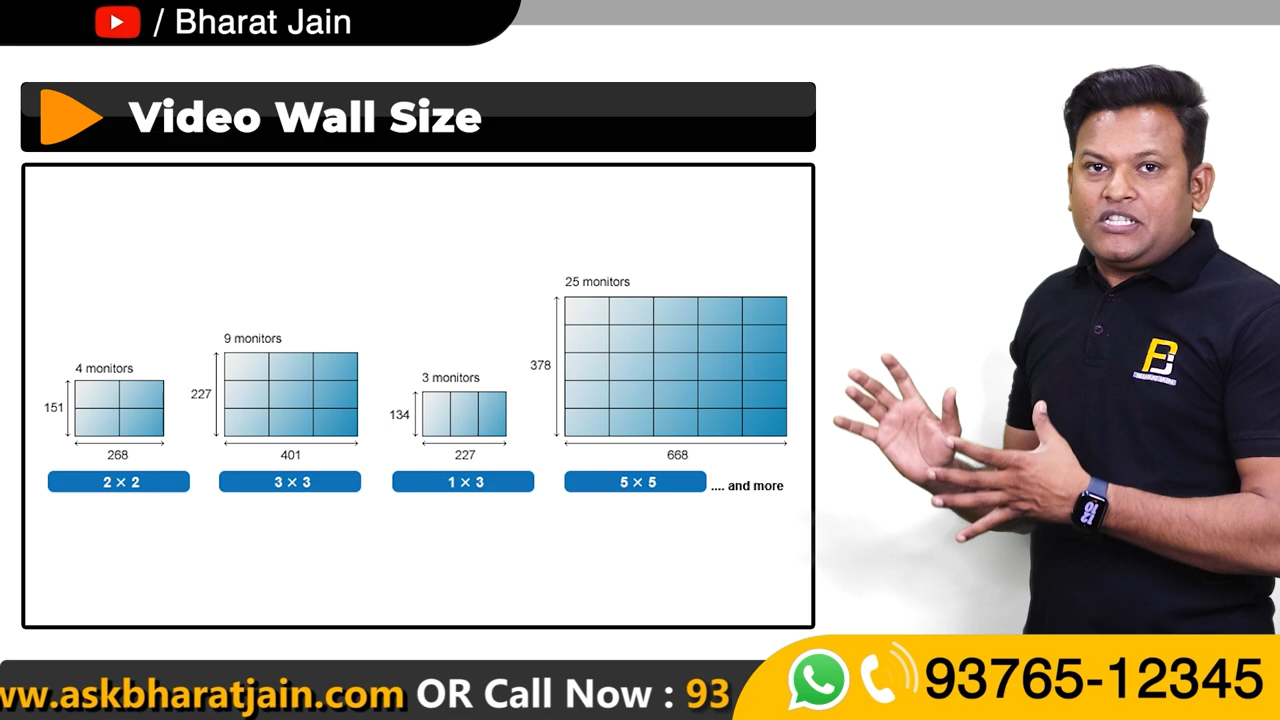 / Bharat Jain
Video Wall Size
25 monitors
9 monitors
4 monitors
3 monitors
378
227
151
134
268
401
227
668
2 × 2
3 × 3
1 × 3
5 × 5
.... and more
ww.askbharatjain.com OR Call Now : 93
93765-12345